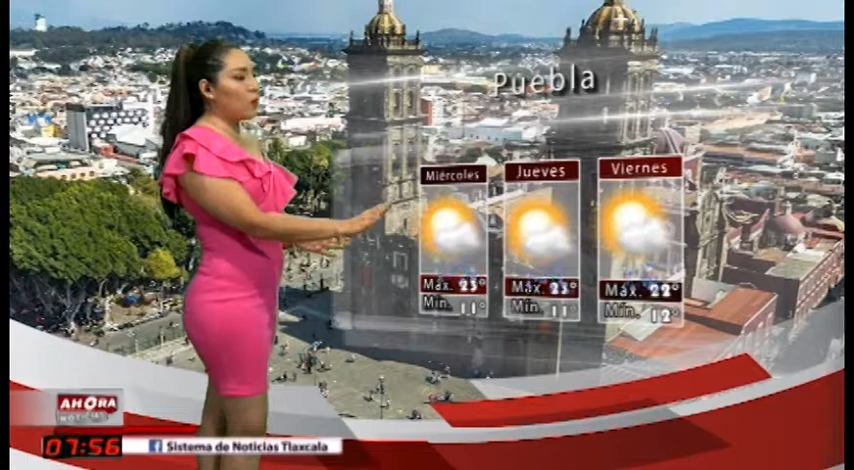 Puebla
Miércoles
Jueves
Viernes
Máx. 23°
Mín. 11°
Máx. 23°
Mín. 11°
Máx. 22°
Mín. 12°
AHORA
NOTICIAS
07:56
Sistema de Noticias Tlaxcala